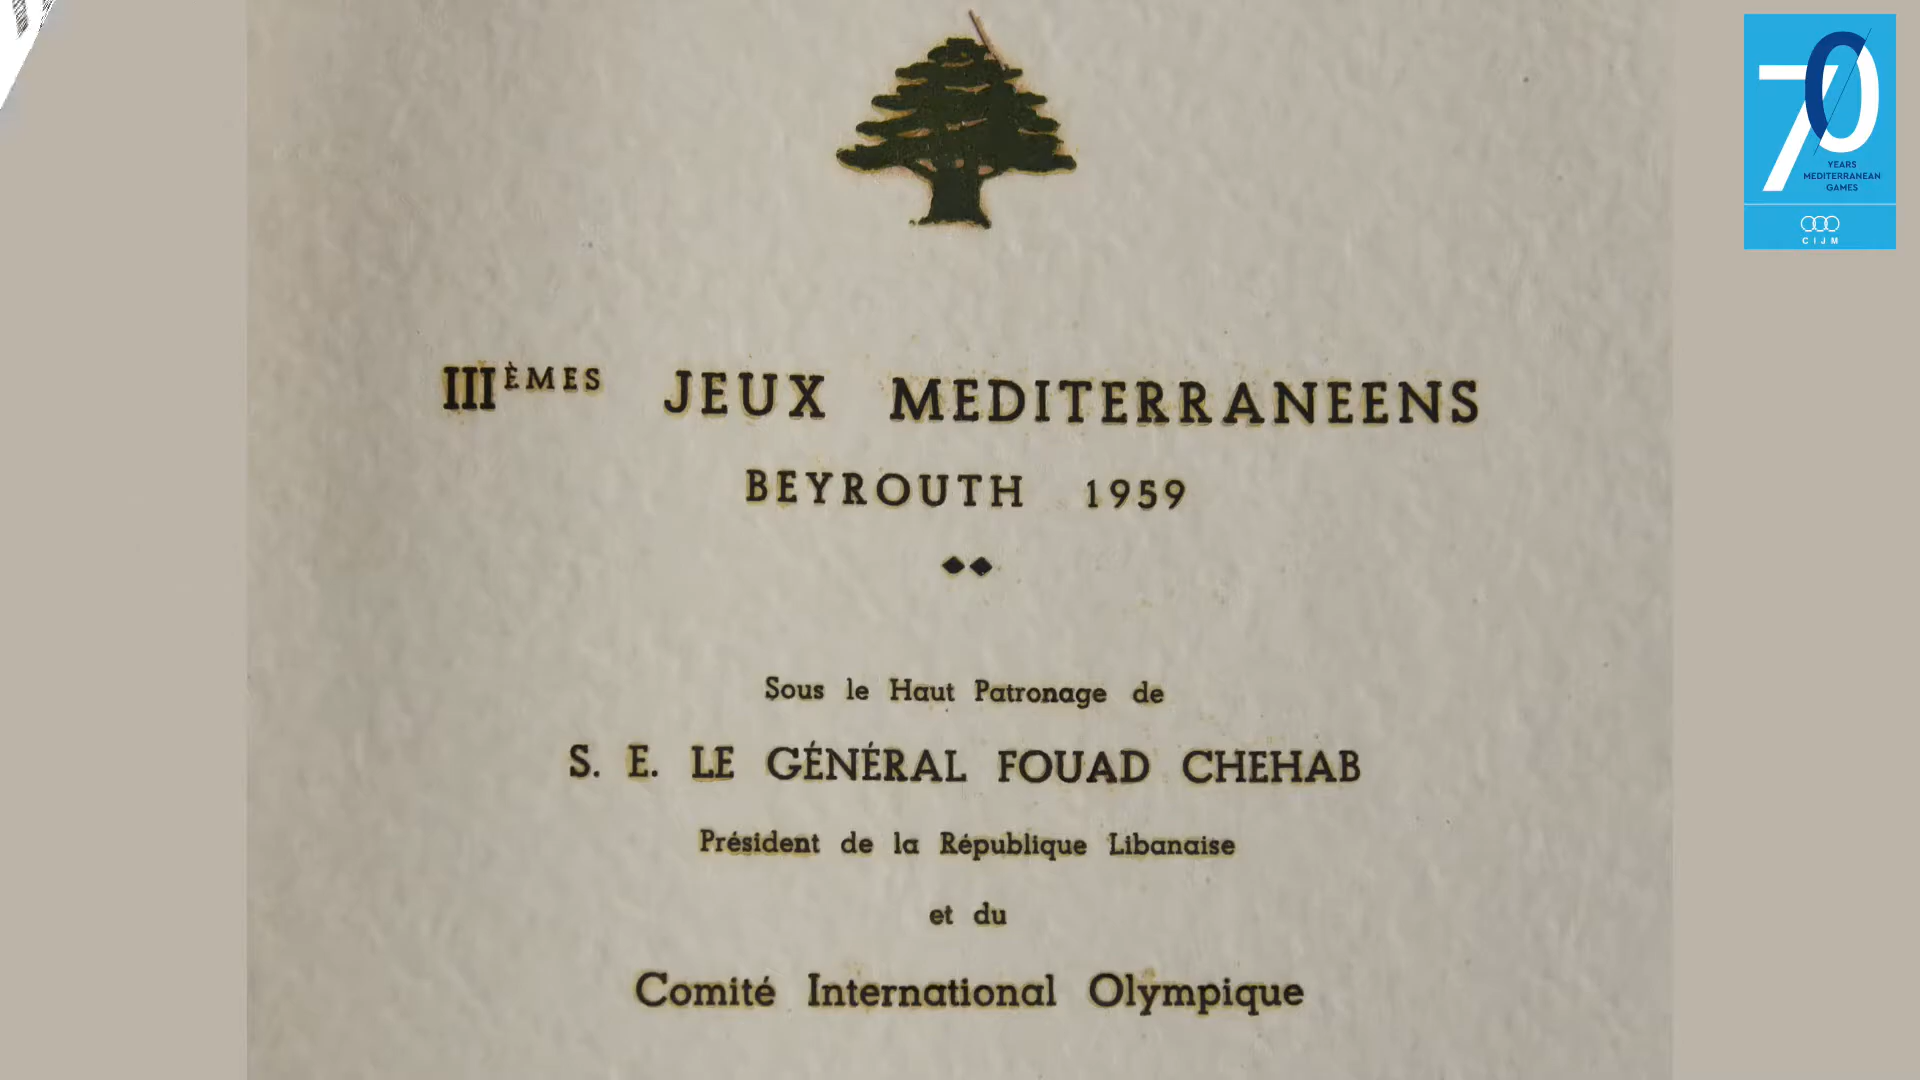 IIIÈMES JEUX MEDITERRANEENS
BEYROUTH 1959
Sous le Haut Patronage de
S. E. LE GÉNÉRAL FOUAD CHEHAB
Président de la République Libanaise
et du
Comité International Olympique
70
YEARS
MEDITERRANEAN
GAMES
CIJM